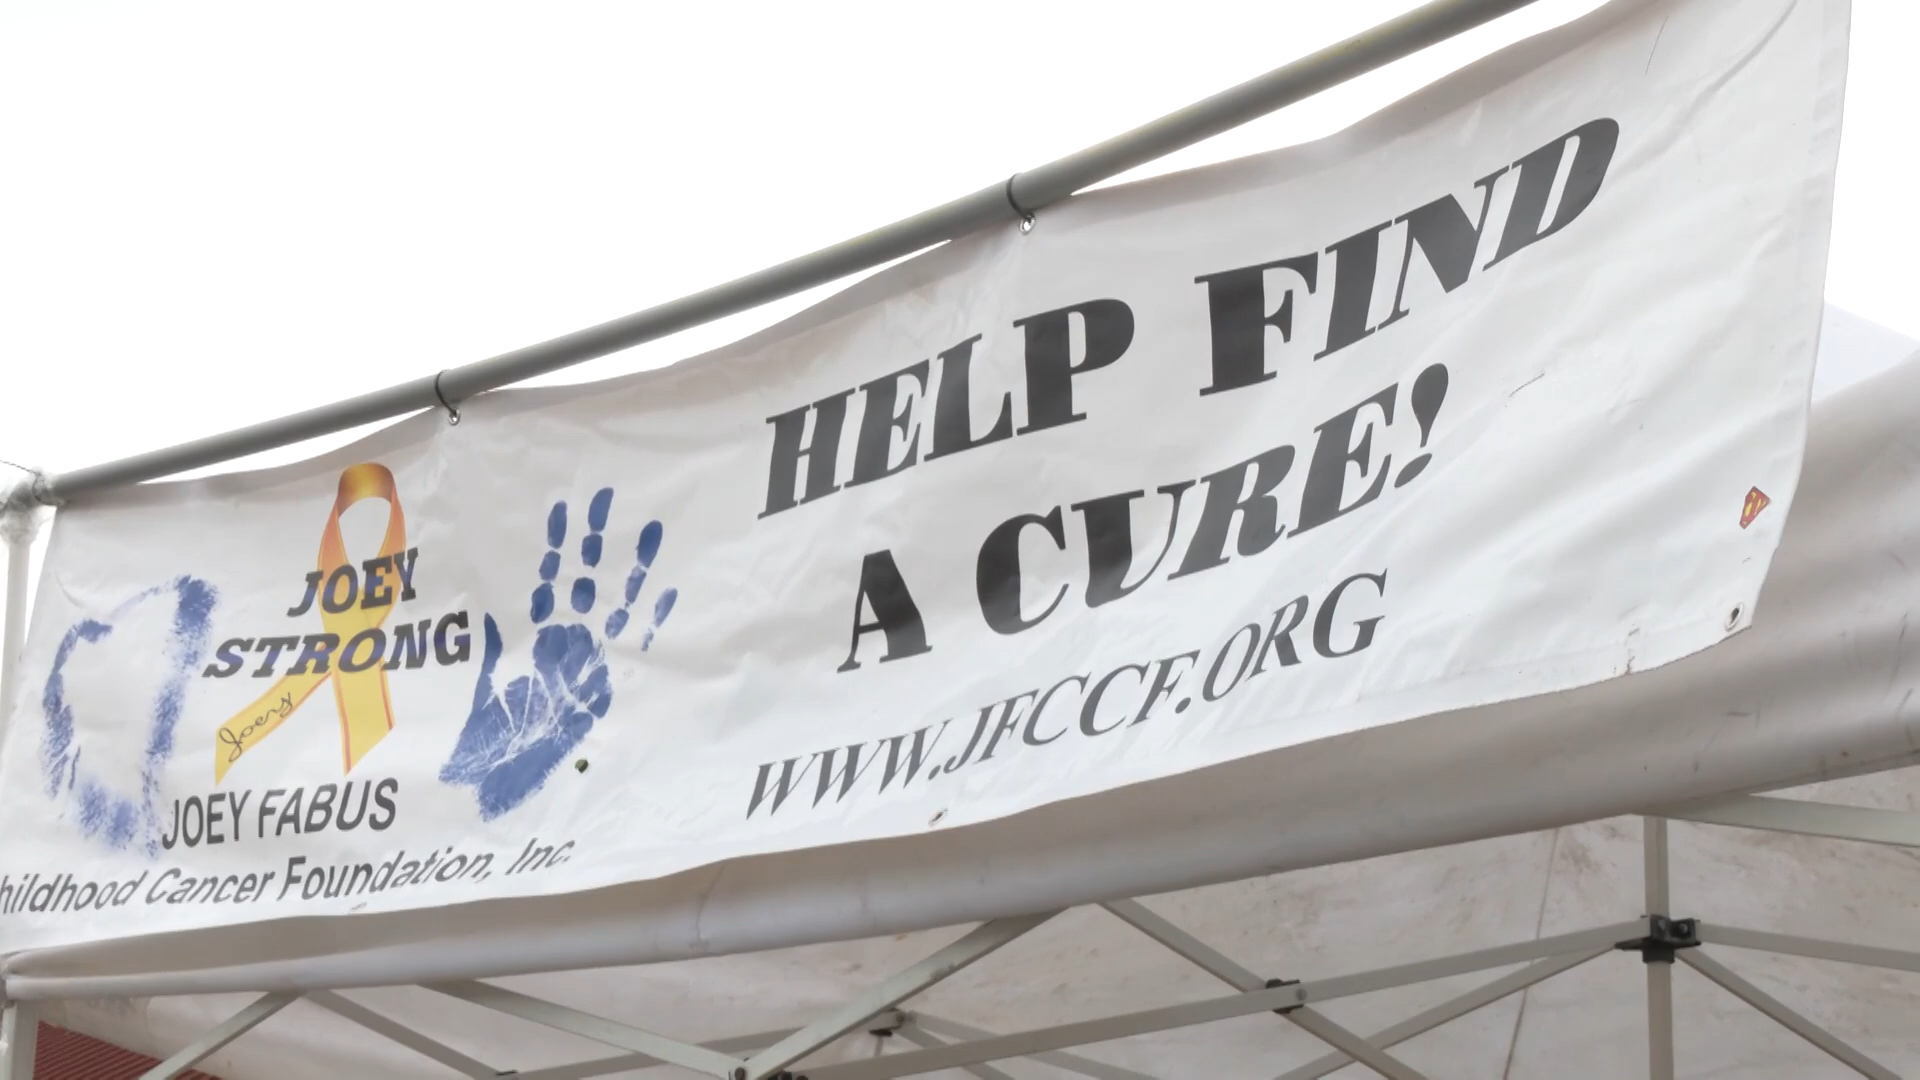 JOEY
STRONG
Joey
JOEY FABUS
hildhood Cancer Foundation, Inc.
HELP FIND
A CURE!
WWW.JFCCF.ORG